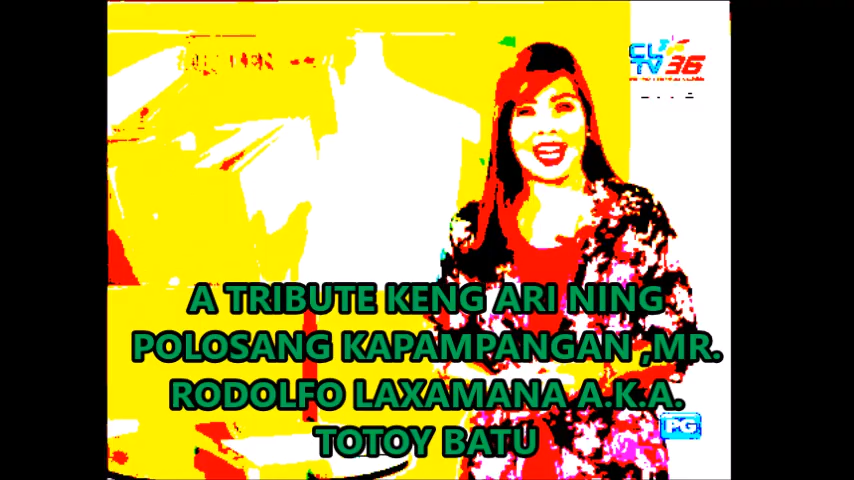 CLTV36
A TRIBUTE KENG ARI NING
POLOSANG KAPAMPANGAN ,MR.
RODOLFO LAXAMANA A.K.A.
TOTOY BATU
PG